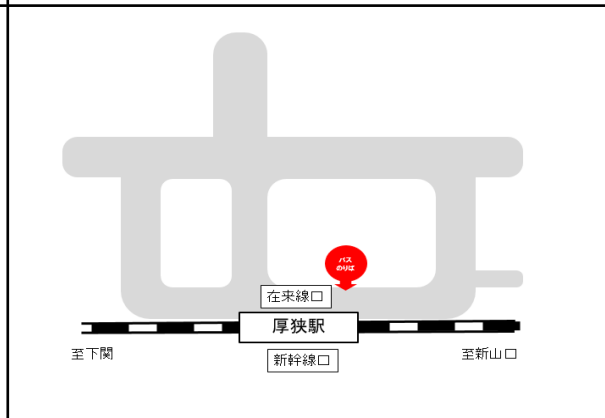 バス
のりば
在来線口
厚狭駅
至下関
新幹線口
至新山口